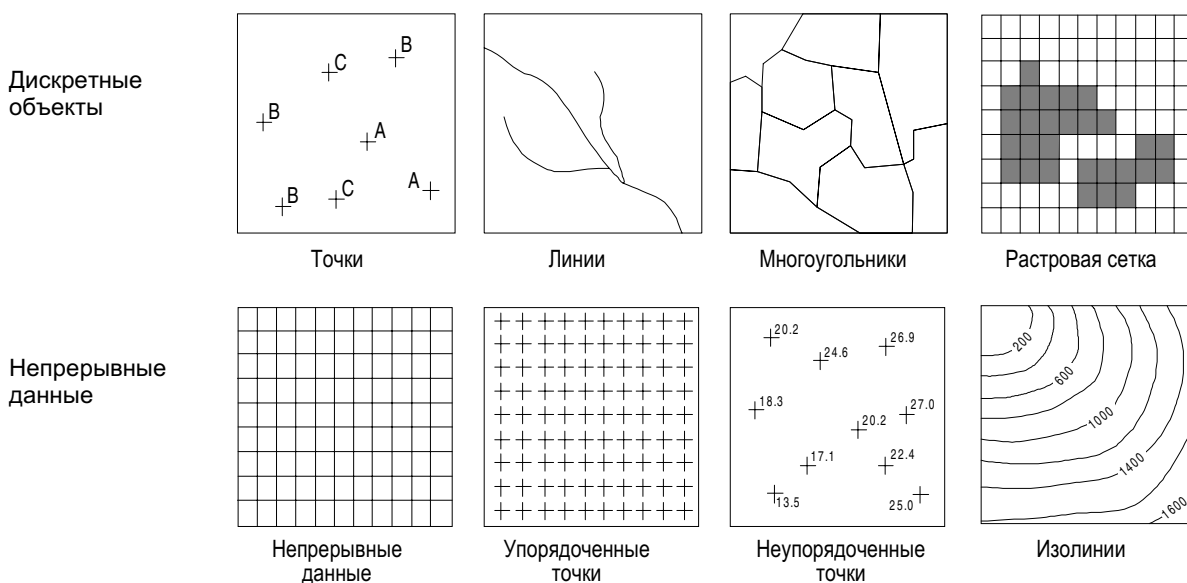 Дискретные
объекты
B
C
B
A
B
C
A
Точки
Линии
Многоугольники
Растровая сетка
Непрерывные
данные
20.2
24.6
26.9
18.3
20.2
27.0
17.1
22.4
13.5
25.0
200
600
1000
1400
1600
Непрерывные
данные
Упорядоченные
точки
Неупорядоченные
точки
Изолинии